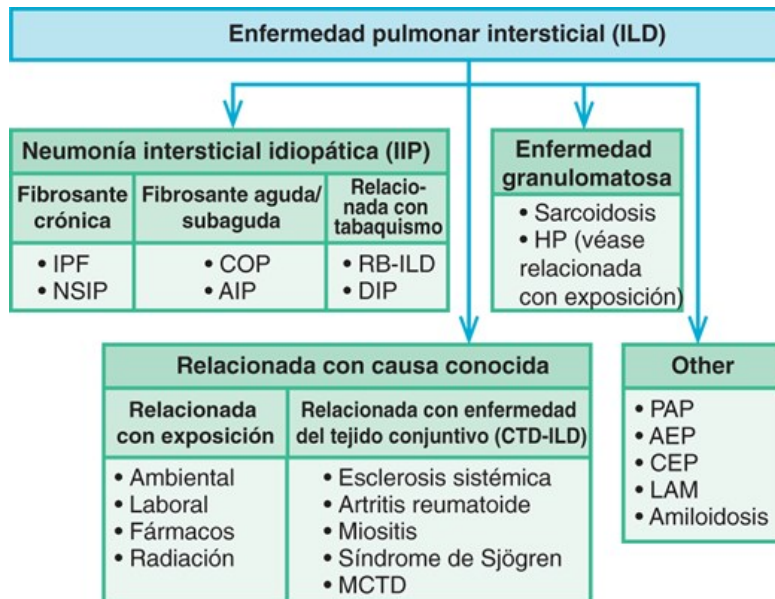 Enfermedad pulmonar intersticial (ILD)
Neumonía intersticial idiopática (IIP)
Fibrosante
crónica
• IPF
• NSIP
Fibrosante aguda/
subaguda
• COP
• AIP
Relacio-
nada con
tabaquismo
• RB-ILD
• DIP
Enfermedad
granulomatosa
• Sarcoidosis
• HP (véase
relacionada
con exposición)
Relacionada con causa conocida
Relacionada
con exposición
• Ambiental
• Laboral
• Fármacos
• Radiación
Relacionada con enfermedad
del tejido conjuntivo (CTD-ILD)
• Esclerosis sistémica
• Artritis reumatoide
• Miositis
• Síndrome de Sjögren
• MCTD
Other
• PAP
• AEP
• CEP
• LAM
• Amiloidosis